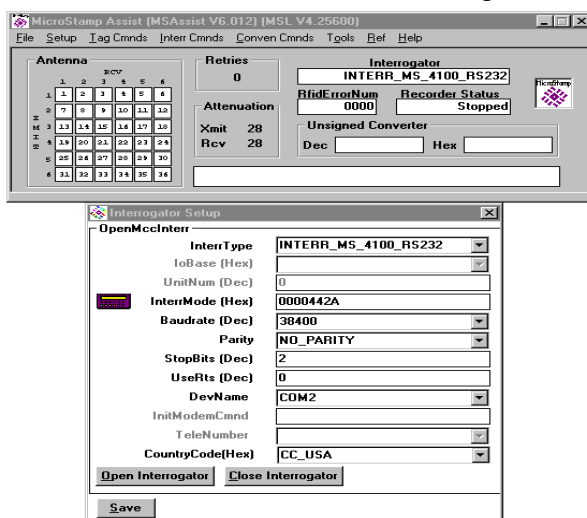 MicroStamp Assist (MSAssist V6.012) (MSL V4.25600)
File Setup Tag Cmnds Interr Cmnds Conven Cmnds Tools Ref Help
Antenna
RCV
1 2 3 4 5 6
XMIT
1 1 2 3 4 5 6
2 7 8 9 10 11 12
3 13 14 15 16 17 18
4 19 20 21 22 23 24
5 25 26 27 28 29 30
6 31 32 33 34 35 36
Retries
0
Attenuation
Xmit 28
Rcv 28
Interrogator
INTERR_MS_4100_RS232
RfidErrorNum Recorder Status
0000 Stopped
Unsigned Converter
Dec Hex
MicroStamp
Interrogator Setup
OpenMccInterr
InterrType INTERR_MS_4100_RS232
IoBase (Hex)
UnitNum (Dec) 0
InterrMode (Hex) 0000442A
Baudrate (Dec) 38400
Parity NO_PARITY
StopBits (Dec) 2
UseRts (Dec) 0
DevName COM2
InitModemCmnd
TeleNumber
CountryCode(Hex) CC_USA
Open Interrogator Close Interrogator
Save